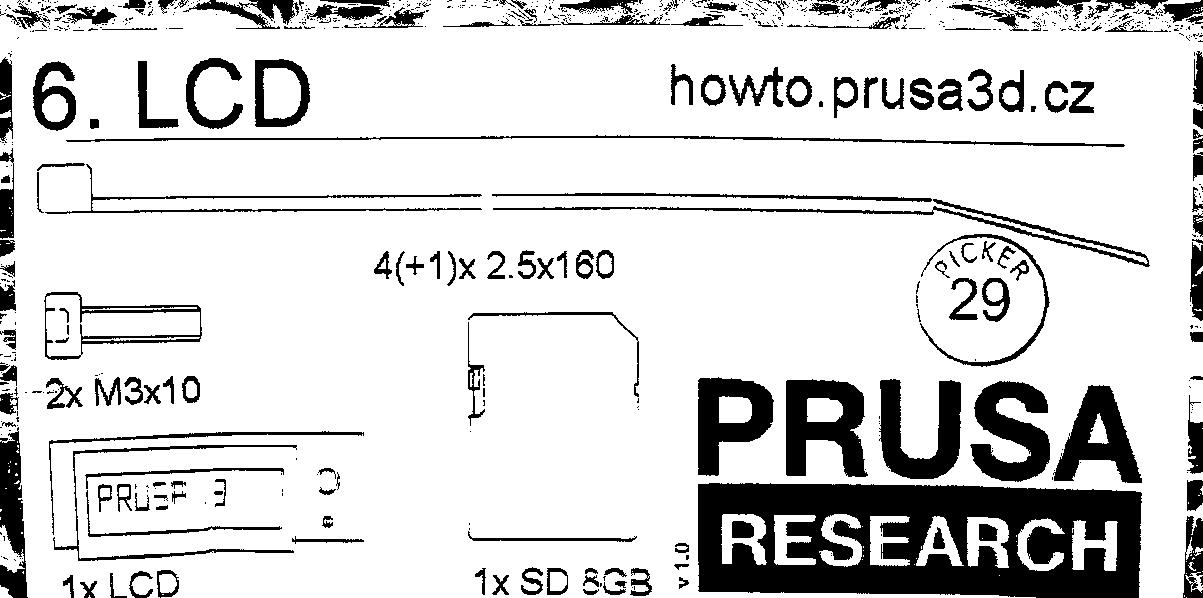 6. LCD
howto.prusa3d.cz
4(+1)x 2.5x160
PICKER
29
2x M3x10
PRUSA
RESEARCH
v 1.0
PRUSA 3
1x LCD
1x SD 8GB